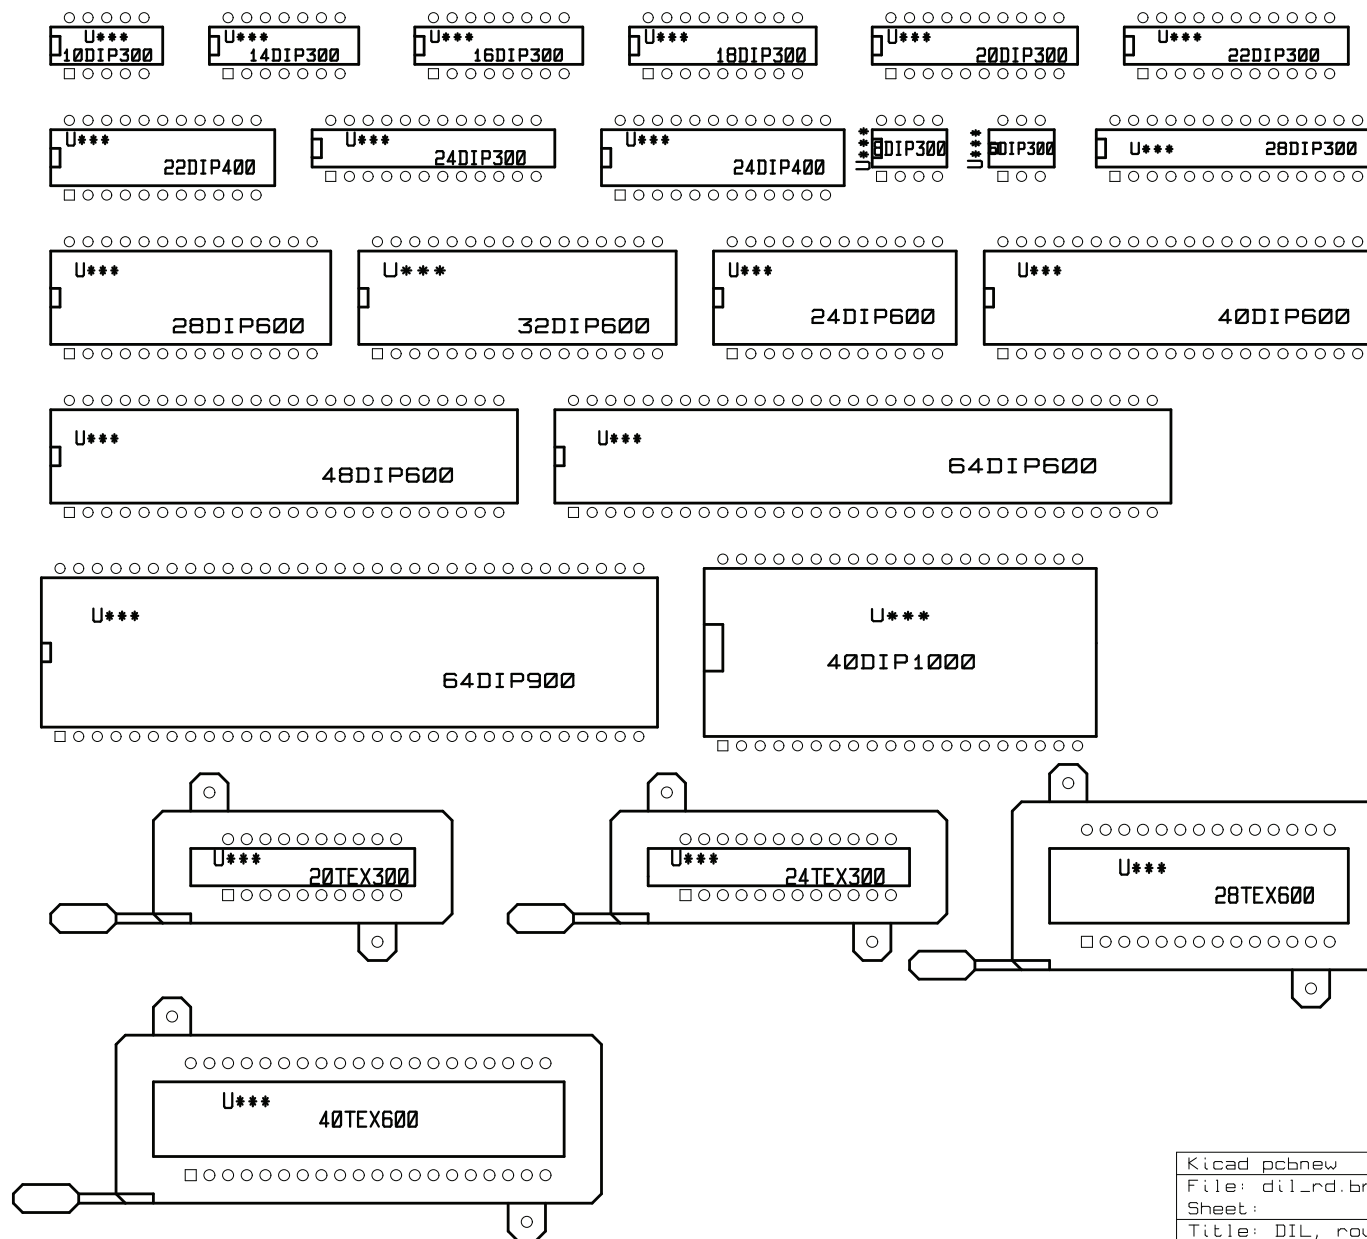 U***
10DIP300
U***
14DIP300
U***
16DIP300
U***
18DIP300
U***
20DIP300
U***
22DIP300
U***
22DIP400
U***
24DIP300
U***
24DIP400
U***
8DIP300
U***
6DIP300
U***
28DIP300
U***
28DIP600
U***
32DIP600
U***
24DIP600
U***
40DIP600
U***
48DIP600
U***
64DIP600
U***
64DIP900
U***
40DIP1000
U***
20TEX300
U***
24TEX300
U***
28TEX600
U***
40TEX600
Kicad pcbnew
File: dil_rd.br
Sheet:
Title: DIL,